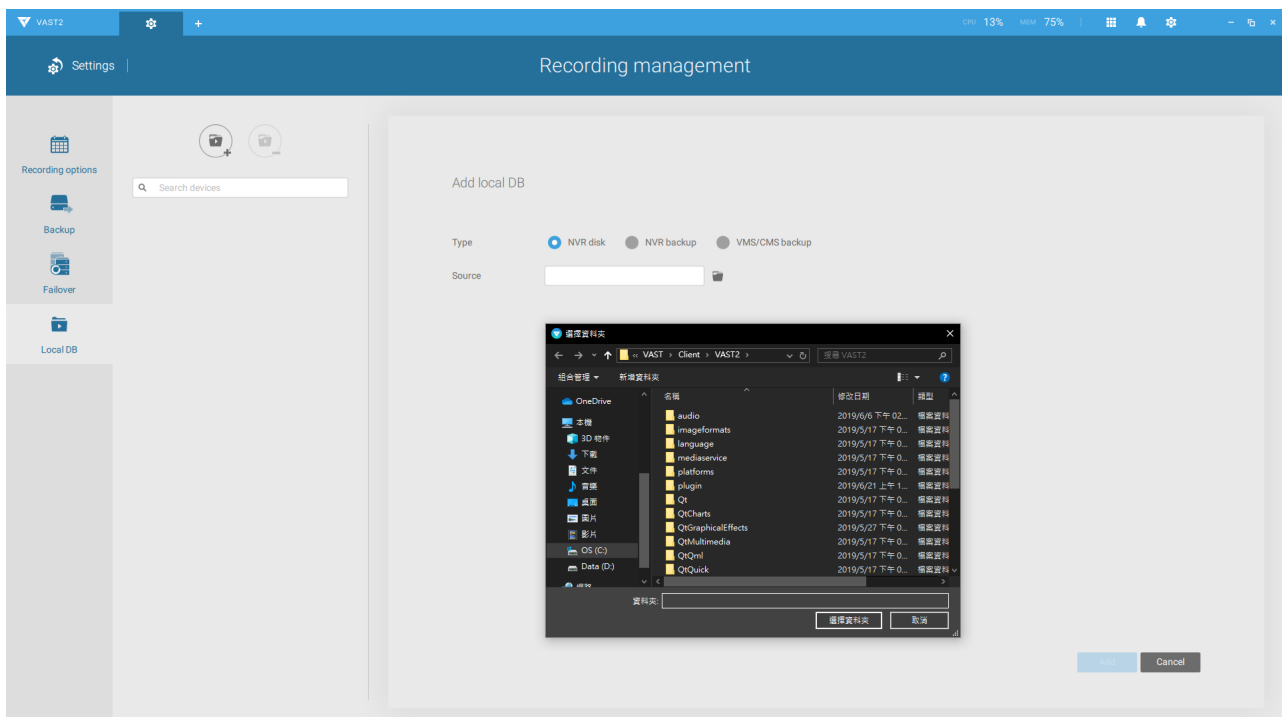 VAST2
CPU 13% MEM 75%
Settings
Recording management
Recording options
Backup
Failover
Local DB
Search devices
Add local DB
Type
NVR disk
NVR backup
VMS/CMS backup
Source
選擇資料夾
« VAST › Client › VAST2 ›
搜尋 VAST2
組合管理
新增資料夾
名稱
修改日期
類型
OneDrive
本機
3D 物件
下載
文件
音樂
桌面
圖片
影片
OS (C:)
Data (D:)
audio 2019/6/6 下午 02... 檔案資料
imageformats 2019/5/17 下午 0... 檔案資料
language 2019/5/17 下午 0... 檔案資料
mediaservice 2019/5/17 下午 0... 檔案資料
platforms 2019/5/17 下午 0... 檔案資料
plugin 2019/6/21 上午 1... 檔案資料
Qt 2019/5/17 下午 0... 檔案資料
QtCharts 2019/5/17 下午 0... 檔案資料
QtGraphicalEffects 2019/5/27 下午 0... 檔案資料
QtMultimedia 2019/5/17 下午 0... 檔案資料
QtQml 2019/5/17 下午 0... 檔案資料
QtQuick 2019/5/17 下午 0... 檔案資料
資料夾:
選擇資料夾
取消
Add
Cancel